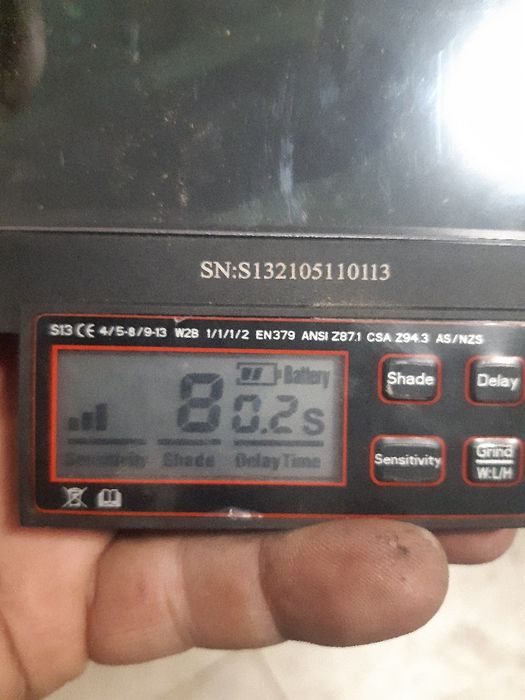 SN:S132105110113
S13 CE 4/5-8/9-13 W2B 1/1/1/2 EN379 ANSI Z87.1 CSA Z94.3 AS/NZS
Battery
8 0.2s
Sensitivity Shade Delay Time
Shade Delay
Sensitivity Grind
W:L/H